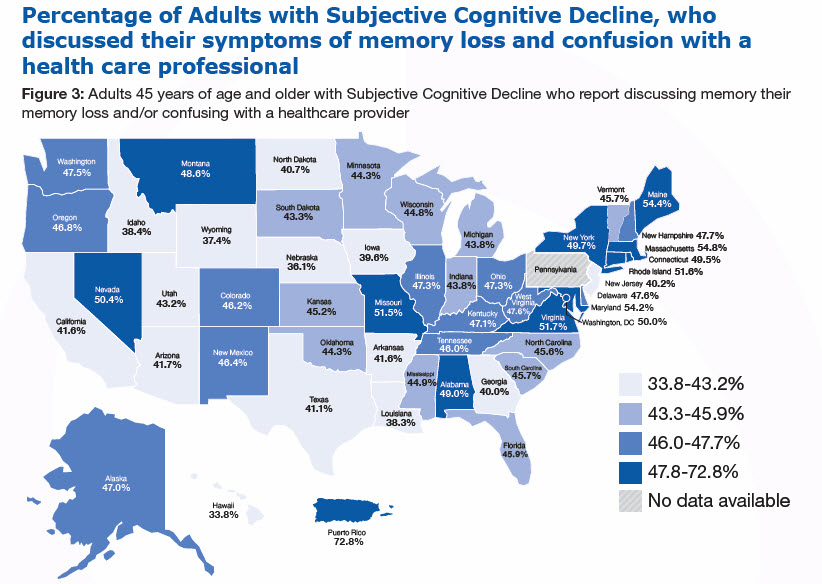 Percentage of Adults with Subjective Cognitive Decline, who
discussed their symptoms of memory loss and confusion with a
health care professional
Figure 3: Adults 45 years of age and older with Subjective Cognitive Decline who report discussing memory their
memory loss and/or confusing with a healthcare provider
Washington
47.5%
Montana
48.6%
North Dakota
40.7%
Minnesota
44.3%
Oregon
46.8%
Idaho
38.4%
Wyoming
37.4%
South Dakota
43.3%
Wisconsin
44.8%
Michigan
43.8%
Vermont
45.7%
Maine
54.4%
New York
49.7%
New Hampshire 47.7%
Massachusetts 54.8%
Connecticut 49.5%
Rhode Island 51.6%
New Jersey 40.2%
Delaware 47.6%
Maryland 54.2%
Washington, DC 50.0%
Pennsylvania
Nebraska
36.1%
Iowa
39.6%
Illinois
47.3%
Indiana
43.8%
Ohio
47.3%
West
Virginia
47.6%
Virginia
51.7%
Nevada
50.4%
Utah
43.2%
Colorado
46.2%
Kansas
45.2%
Missouri
51.5%
Kentucky
47.1%
California
41.6%
Arizona
41.7%
New Mexico
46.4%
Oklahoma
44.3%
Arkansas
41.6%
Tennessee
46.0%
North Carolina
45.6%
South Carolina
45.7%
Mississippi
44.9%
Alabama
49.0%
Georgia
40.0%
Texas
41.1%
Louisiana
38.3%
Florida
45.9%
Alaska
47.0%
Hawaii
33.8%
Puerto Rico
72.8%
33.8-43.2%
43.3-45.9%
46.0-47.7%
47.8-72.8%
No data available